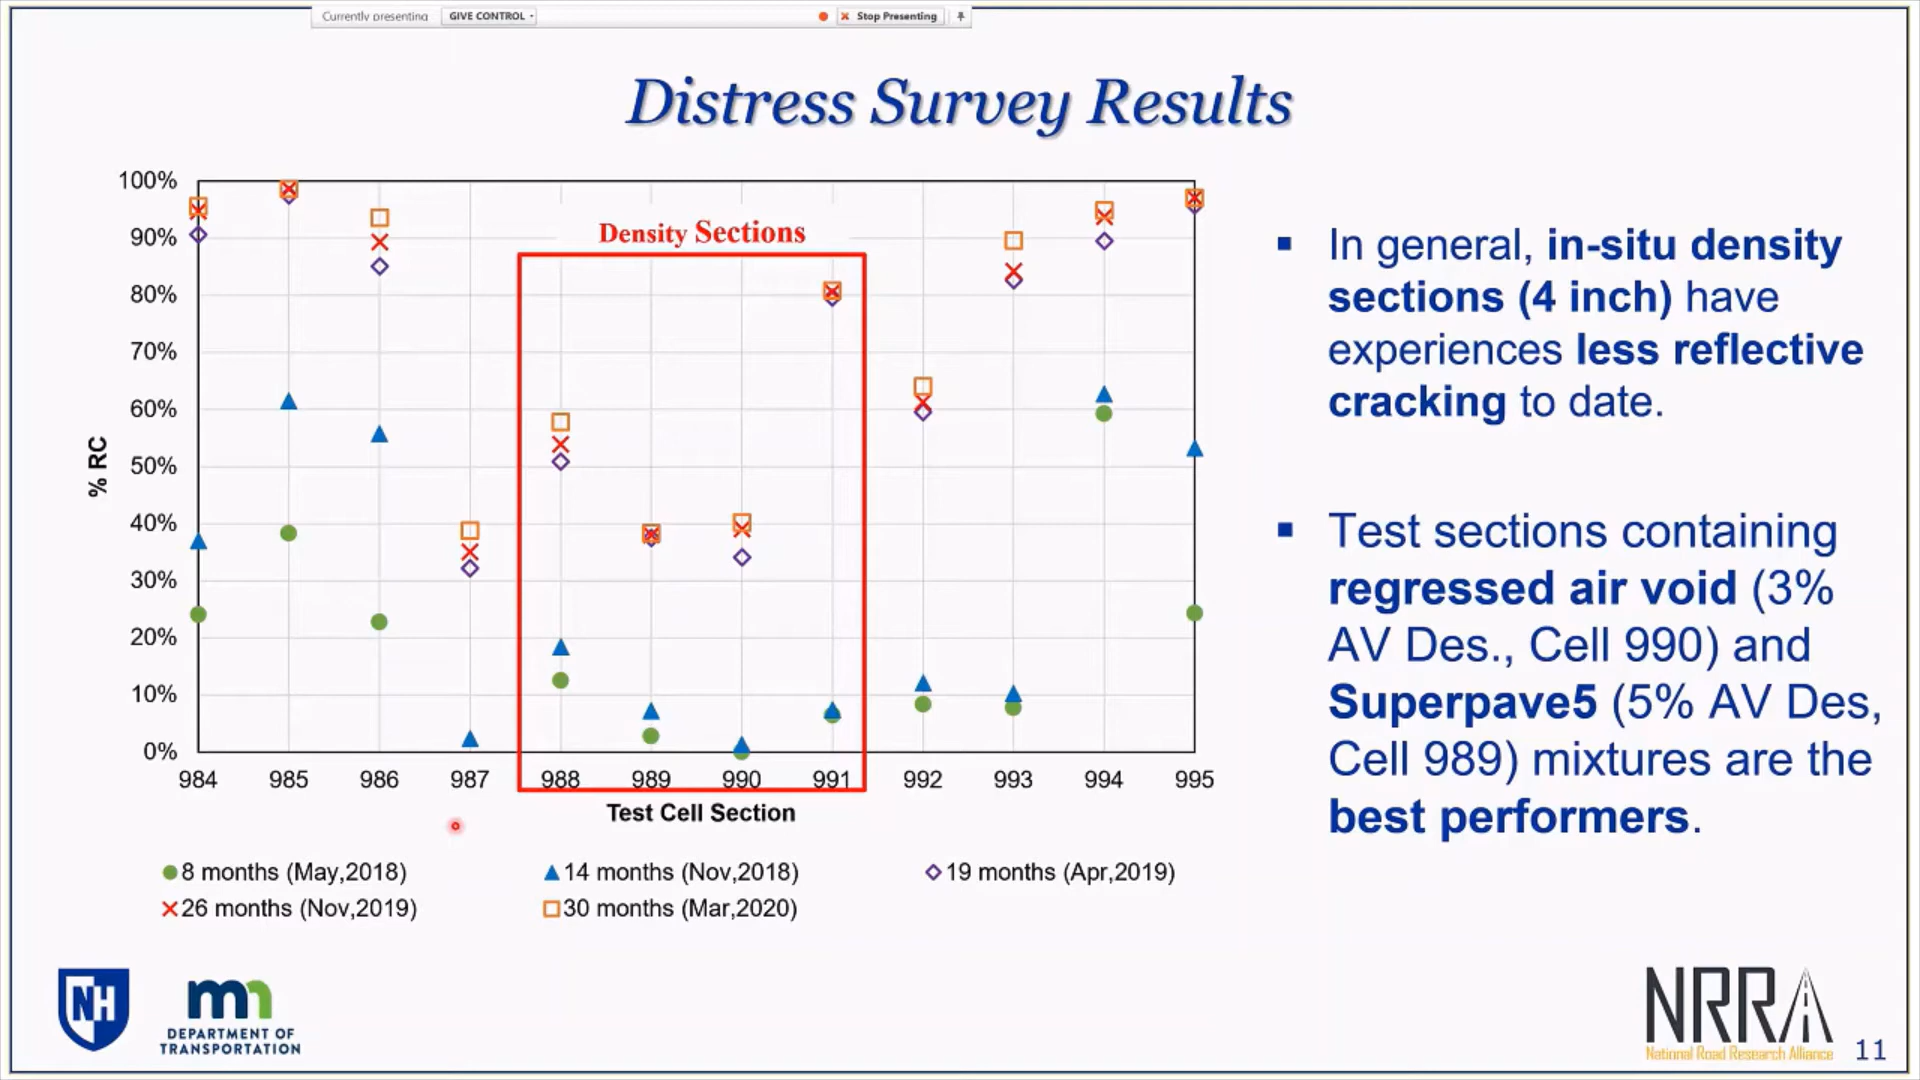 Currently presenting GIVE CONTROL Stop Presenting
Distress Survey Results
100%
90%
80%
70%
60%
50%
40%
30%
20%
10%
0%
% RC
Density Sections
984 985 986 987 988 989 990 991 992 993 994 995
Test Cell Section
8 months (May,2018) 14 months (Nov,2018) 19 months (Apr,2019)
26 months (Nov,2019) 30 months (Mar,2020)
In general, in-situ density
sections (4 inch) have
experiences less reflective
cracking to date.
Test sections containing
regressed air void (3%
AV Des., Cell 990) and
Superpave5 (5% AV Des,
Cell 989) mixtures are the
best performers.
NH
mn
DEPARTMENT OF
TRANSPORTATION
NRRA
National Road Research Alliance
11